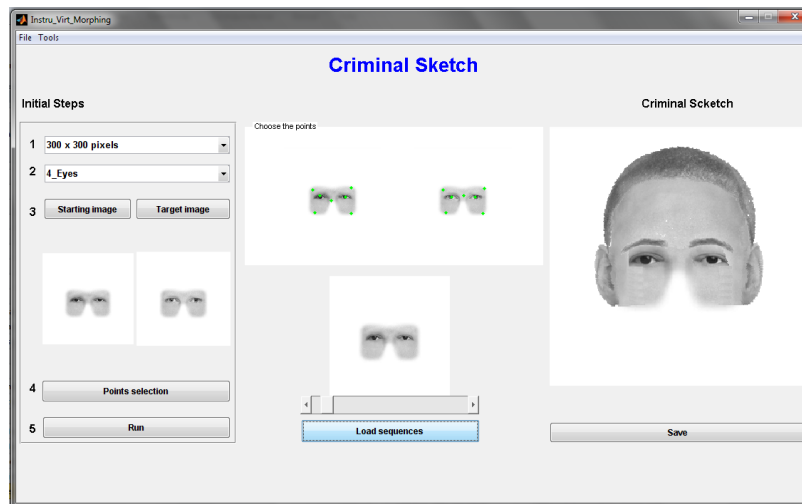 Instru_Virt_Morphing
File Tools
Criminal Sketch
Initial Steps
Criminal Scketch
Choose the points
1 300 x 300 pixels
2 4_Eyes
3 Starting image Target image
4 Points selection
5 Run
Load sequences
Save